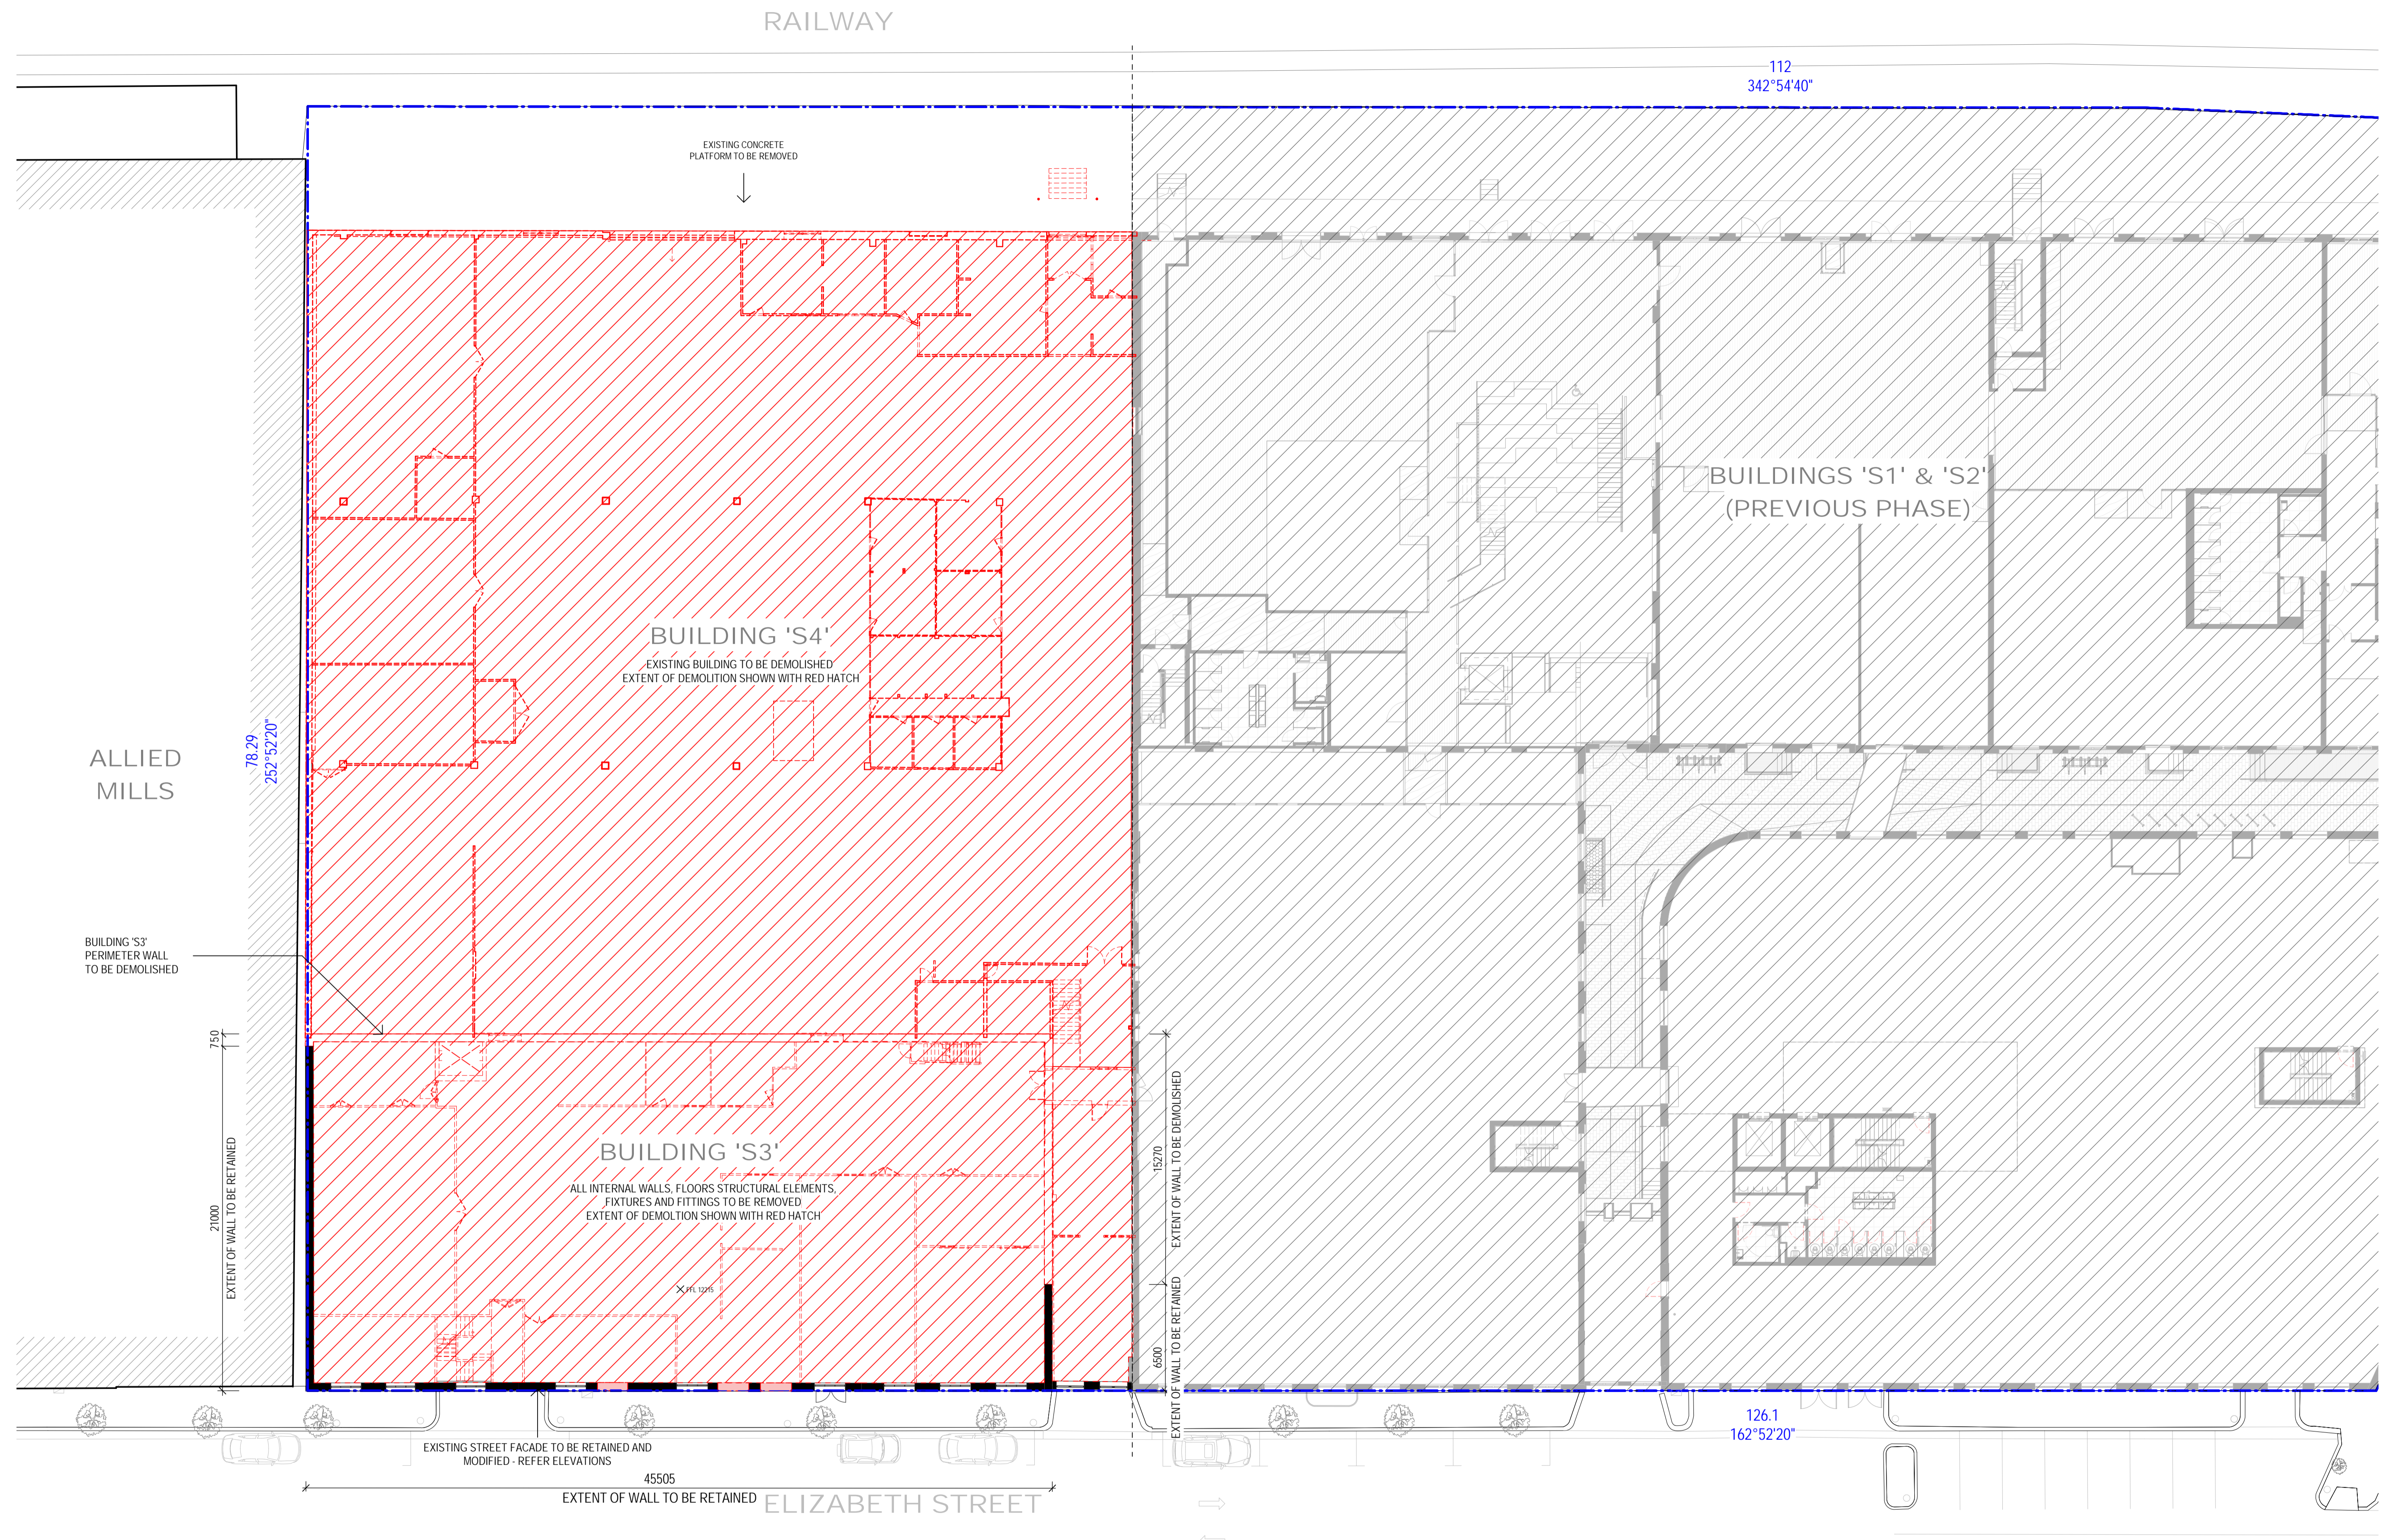 RAILWAY
112
342°54'40"
EXISTING CONCRETE
PLATFORM TO BE REMOVED
BUILDINGS 'S1' & 'S2'
(PREVIOUS PHASE)
BUILDING 'S4'
EXISTING BUILDING TO BE DEMOLISHED
EXTENT OF DEMOLITION SHOWN WITH RED HATCH
ALLIED
MILLS
78.29
252°52'20"
BUILDING 'S3'
PERIMETER WALL
TO BE DEMOLISHED
750
21000
EXTENT OF WALL TO BE RETAINED
15270
EXTENT OF WALL TO BE DEMOLISHED
6500
EXTENT OF WALL TO BE RETAINED
BUILDING 'S3'
ALL INTERNAL WALLS, FLOORS STRUCTURAL ELEMENTS,
FIXTURES AND FITTINGS TO BE REMOVED
EXTENT OF DEMOLTION SHOWN WITH RED HATCH
FFL 12215
126.1
162°52'20"
EXISTING STREET FACADE TO BE RETAINED AND
MODIFIED - REFER ELEVATIONS
45505
EXTENT OF WALL TO BE RETAINED
ELIZABETH STREET